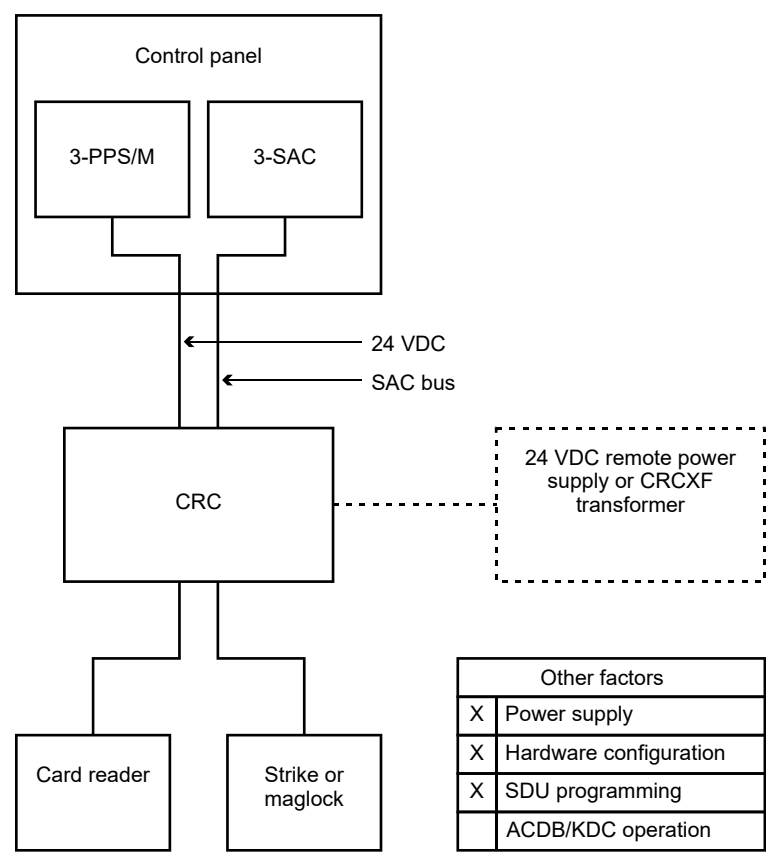 Control panel
3-PPS/M
3-SAC
24 VDC
SAC bus
CRC
24 VDC remote power
supply or CRCXF
transformer
Card reader
Strike or
maglock
Other factors
X Power supply
X Hardware configuration
X SDU programming
ACDB/KDC operation